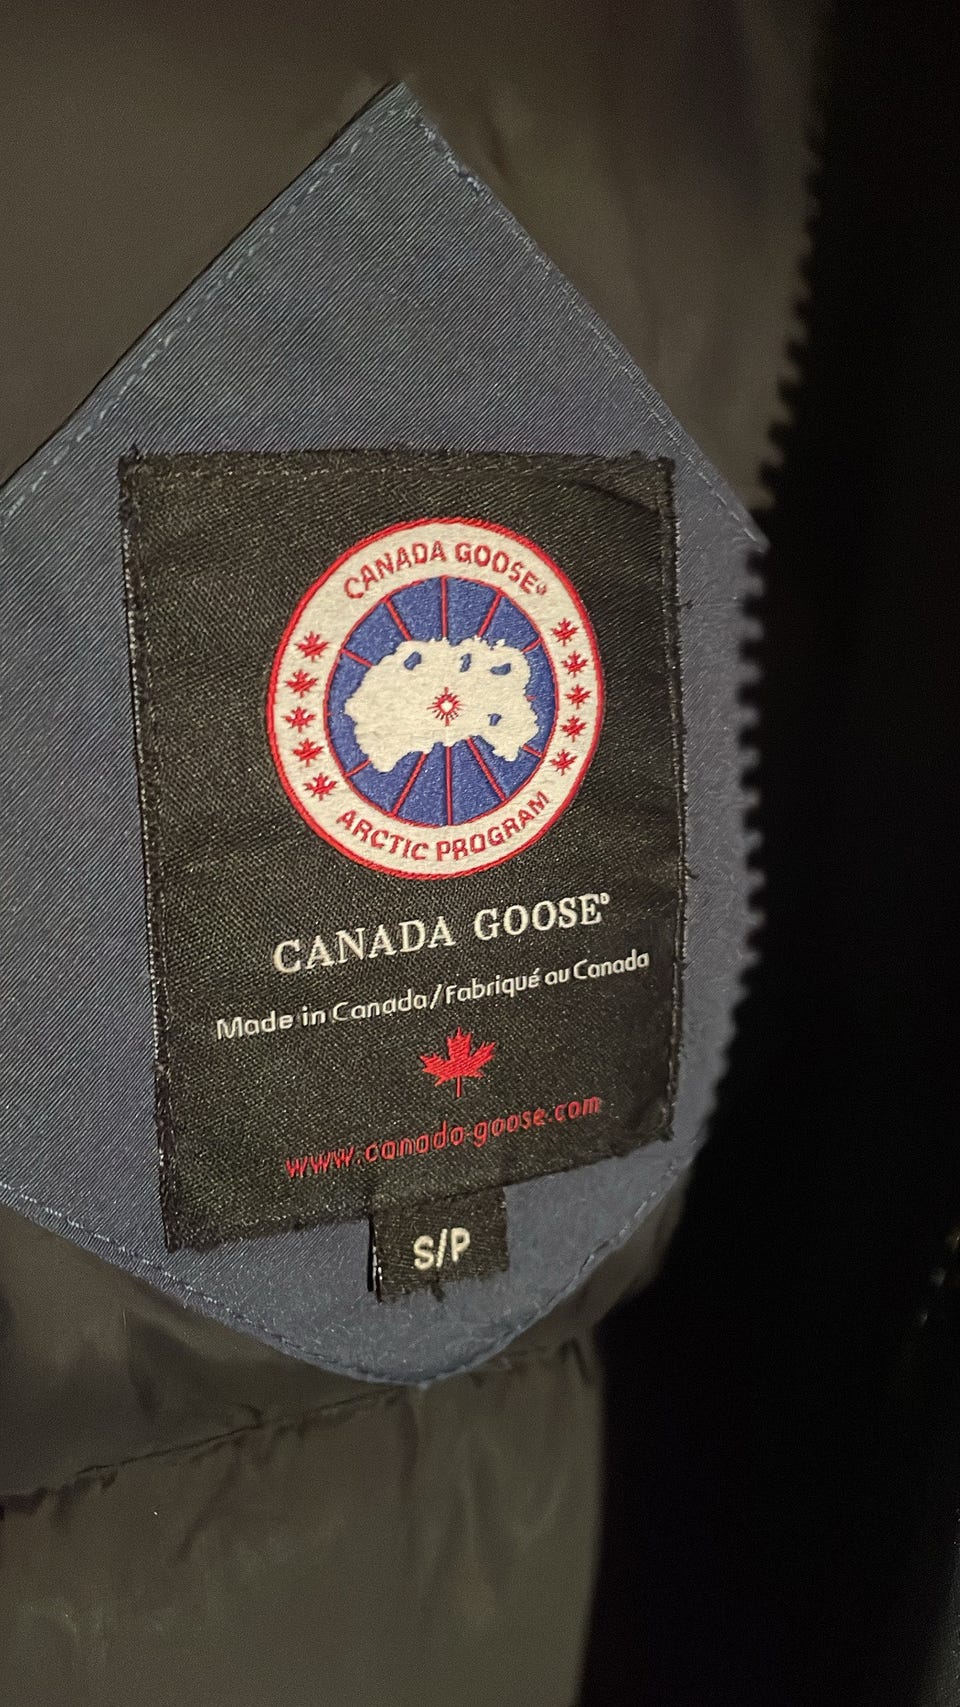 CANADA GOOSE®
ARCTIC PROGRAM
CANADA GOOSE®
Made in Canada/Fabriqué au Canada
www.canada-goose.com
S/P